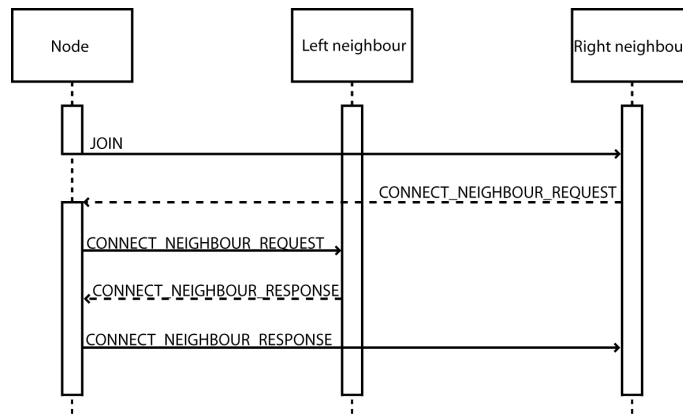 Node
Left neighbour
Right neighbou
JOIN
CONNECT_NEIGHBOUR_REQUEST
CONNECT_NEIGHBOUR_REQUEST
CONNECT_NEIGHBOUR_RESPONSE
CONNECT_NEIGHBOUR_RESPONSE